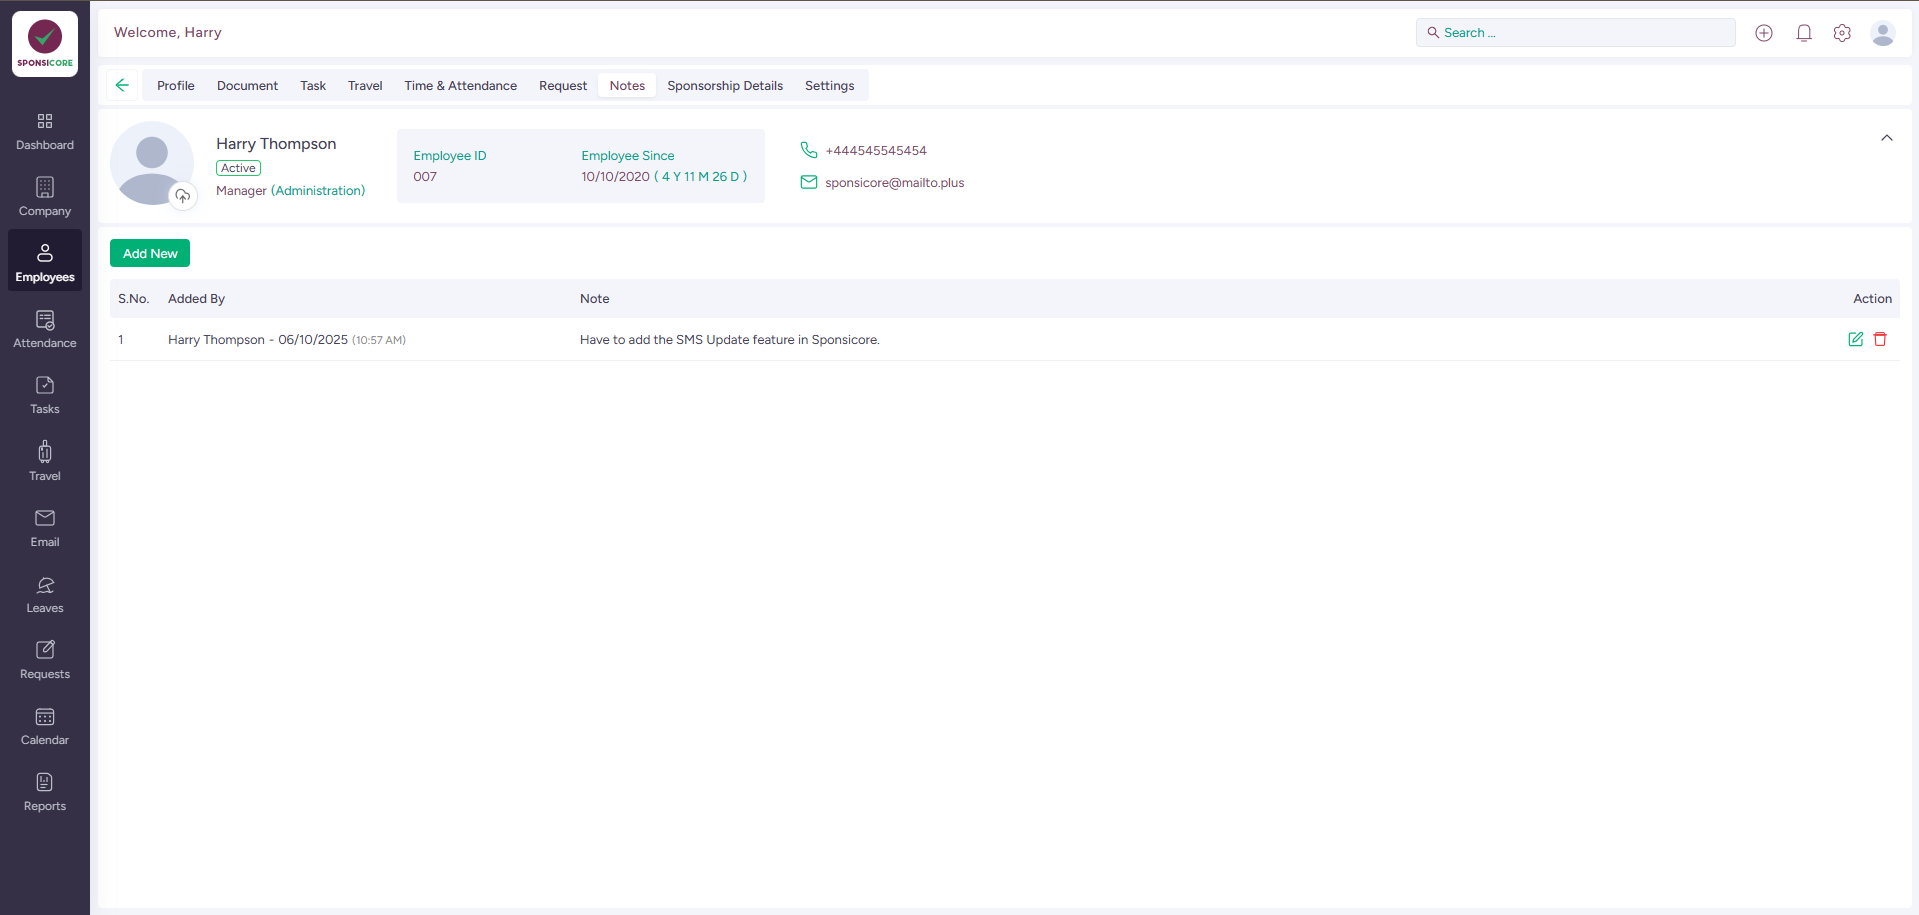 SPONSICORE
Welcome, Harry
Search ...
Profile Document Task Travel Time & Attendance Request Notes Sponsorship Details Settings
Harry Thompson
Active
Manager (Administration)
Employee ID
007
Employee Since
10/10/2020 ( 4 Y 11 M 26 D )
+444545545454
sponsicore@mailto.plus
Dashboard
Company
Employees
Attendance
Tasks
Travel
Email
Leaves
Requests
Calendar
Reports
Add New
S.No. Added By Note Action
1 Harry Thompson - 06/10/2025 (10:57 AM) Have to add the SMS Update feature in Sponsicore.